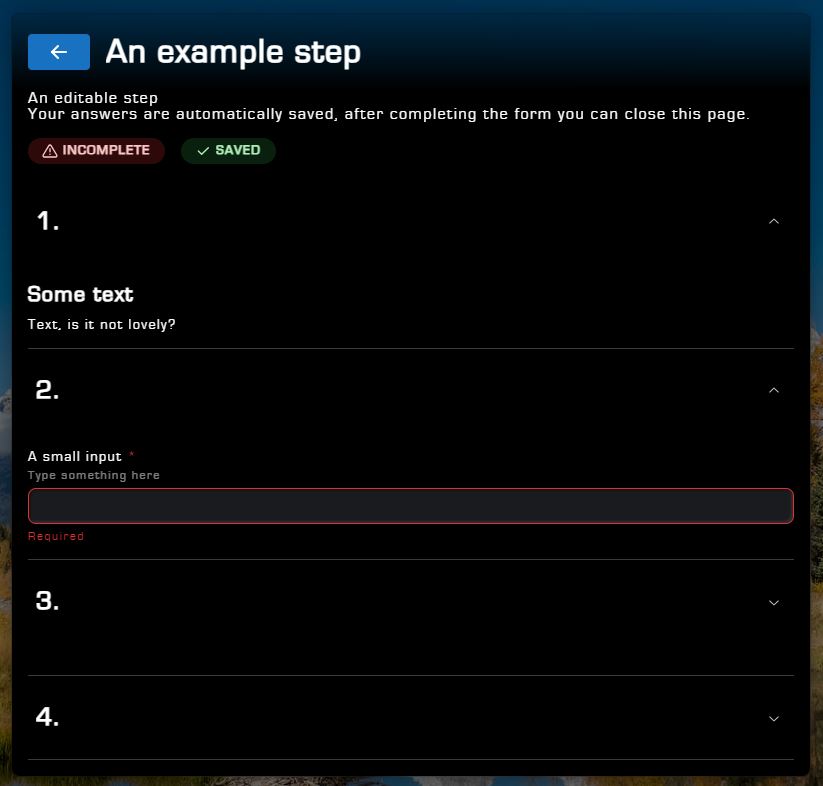 An example step
An editable step
Your answers are automatically saved, after completing the form you can close this page.
INCOMPLETE
SAVED
1.
Some text
Text, is it not lovely?
2.
A small input *
Type something here
Required
3.
4.